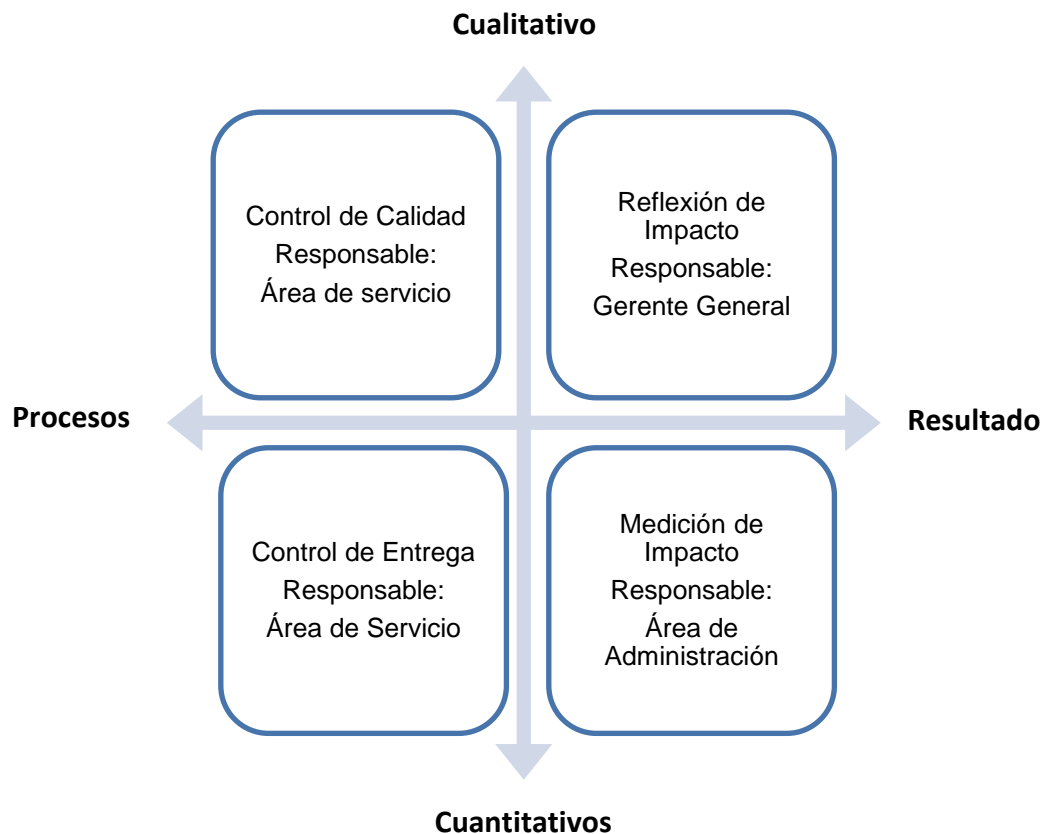 Cualitativo
Control de Calidad
Responsable:
Área de servicio
Reflexión de
Impacto
Responsable:
Gerente General
Procesos
Resultado
Control de Entrega
Responsable:
Área de Servicio
Medición de
Impacto
Responsable:
Área de
Administración
Cuantitativos